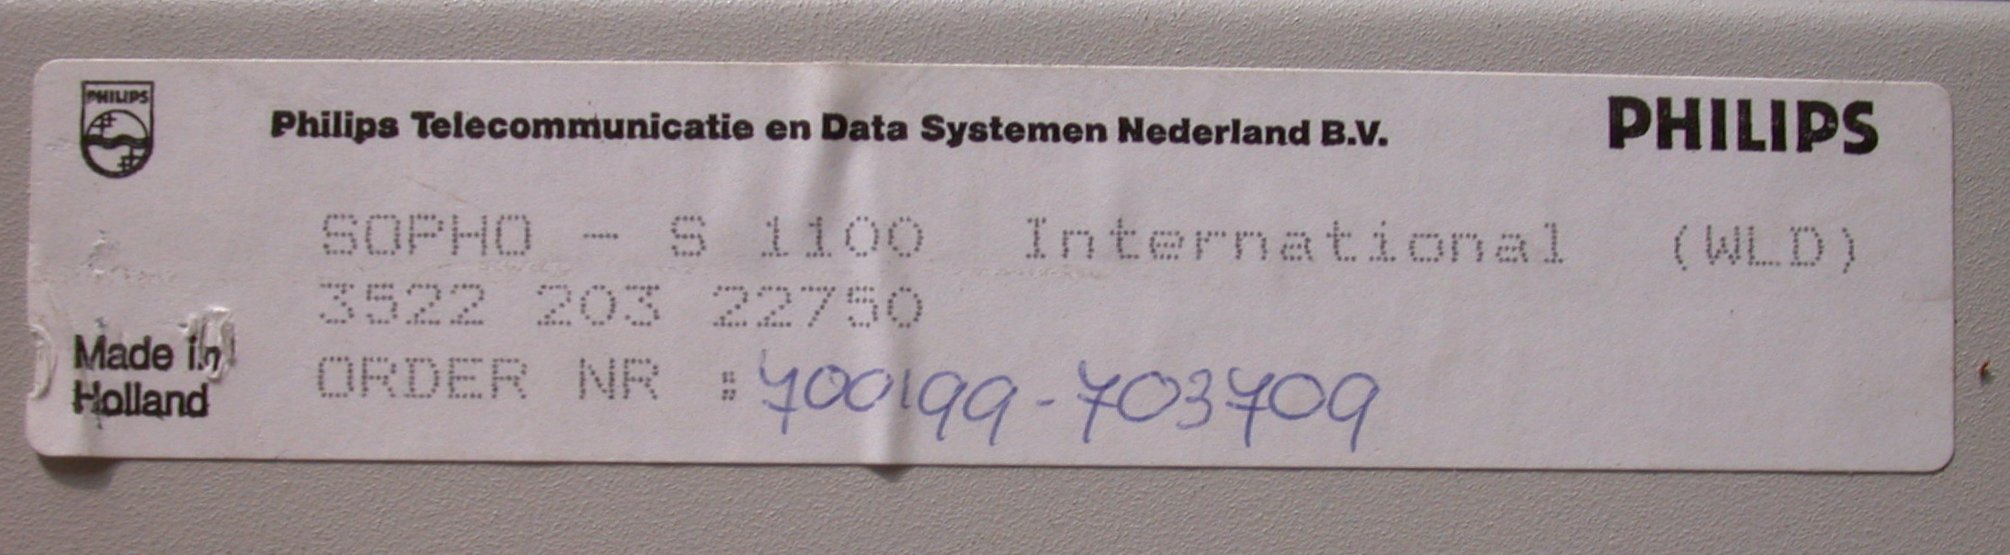 PHILIPS
Philips Telecommunicatie en Data Systemen Nederland B.V.
PHILIPS
SOPHO - S 1100 International (WLD)
3522 203 22750
ORDER NR : 700199-703709
Made in
Holland